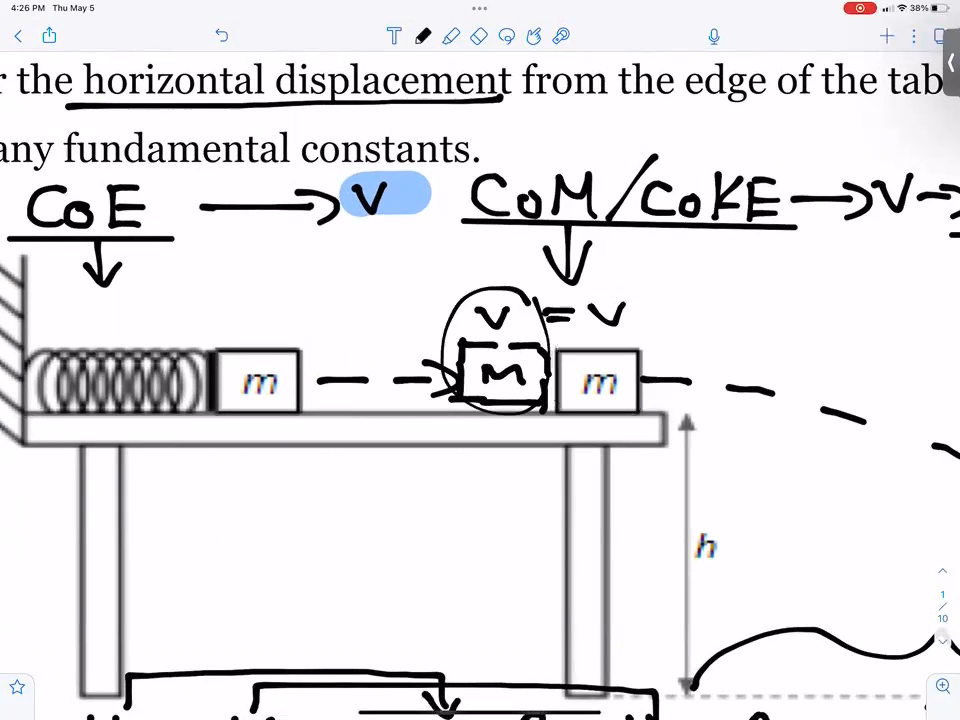 4:26 PM Thu May 5
38%
T
r the horizontal displacement from the edge of the tab
any fundamental constants.
CoE → V CoM/CoKE → V →
V = V
m m m
h
1
/
10